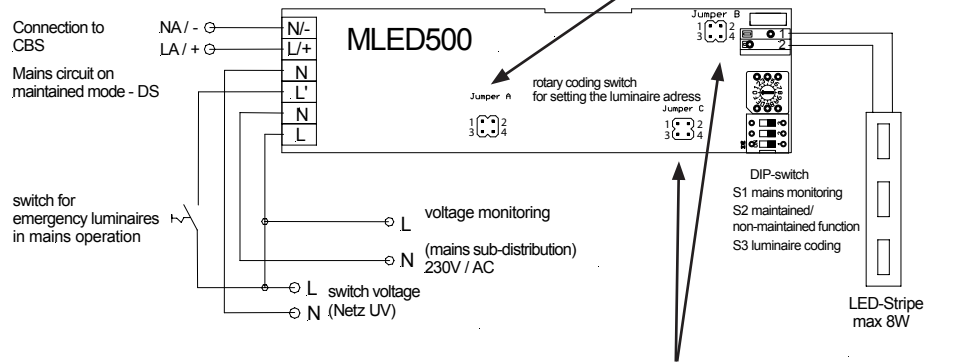 Connection to
CBS
NA / -
LA / +
Mains circuit on
maintained mode - DS
N/-
L/+
N
L'
N
L
MLED500
Jumper A
1 2
3 4
rotary coding switch
for setting the luminaire adress
Jumper B
1 2
3 4
Jumper C
1 2
3 4
1
2
switch for
emergency luminaires
in mains operation
L voltage monitoring
N (mains sub-distribution)
230V / AC
L switch voltage
N (Netz UV)
DIP-switch
S1 mains monitoring
S2 maintained/
non-maintained function
S3 luminaire coding
LED-Stripe
max 8W